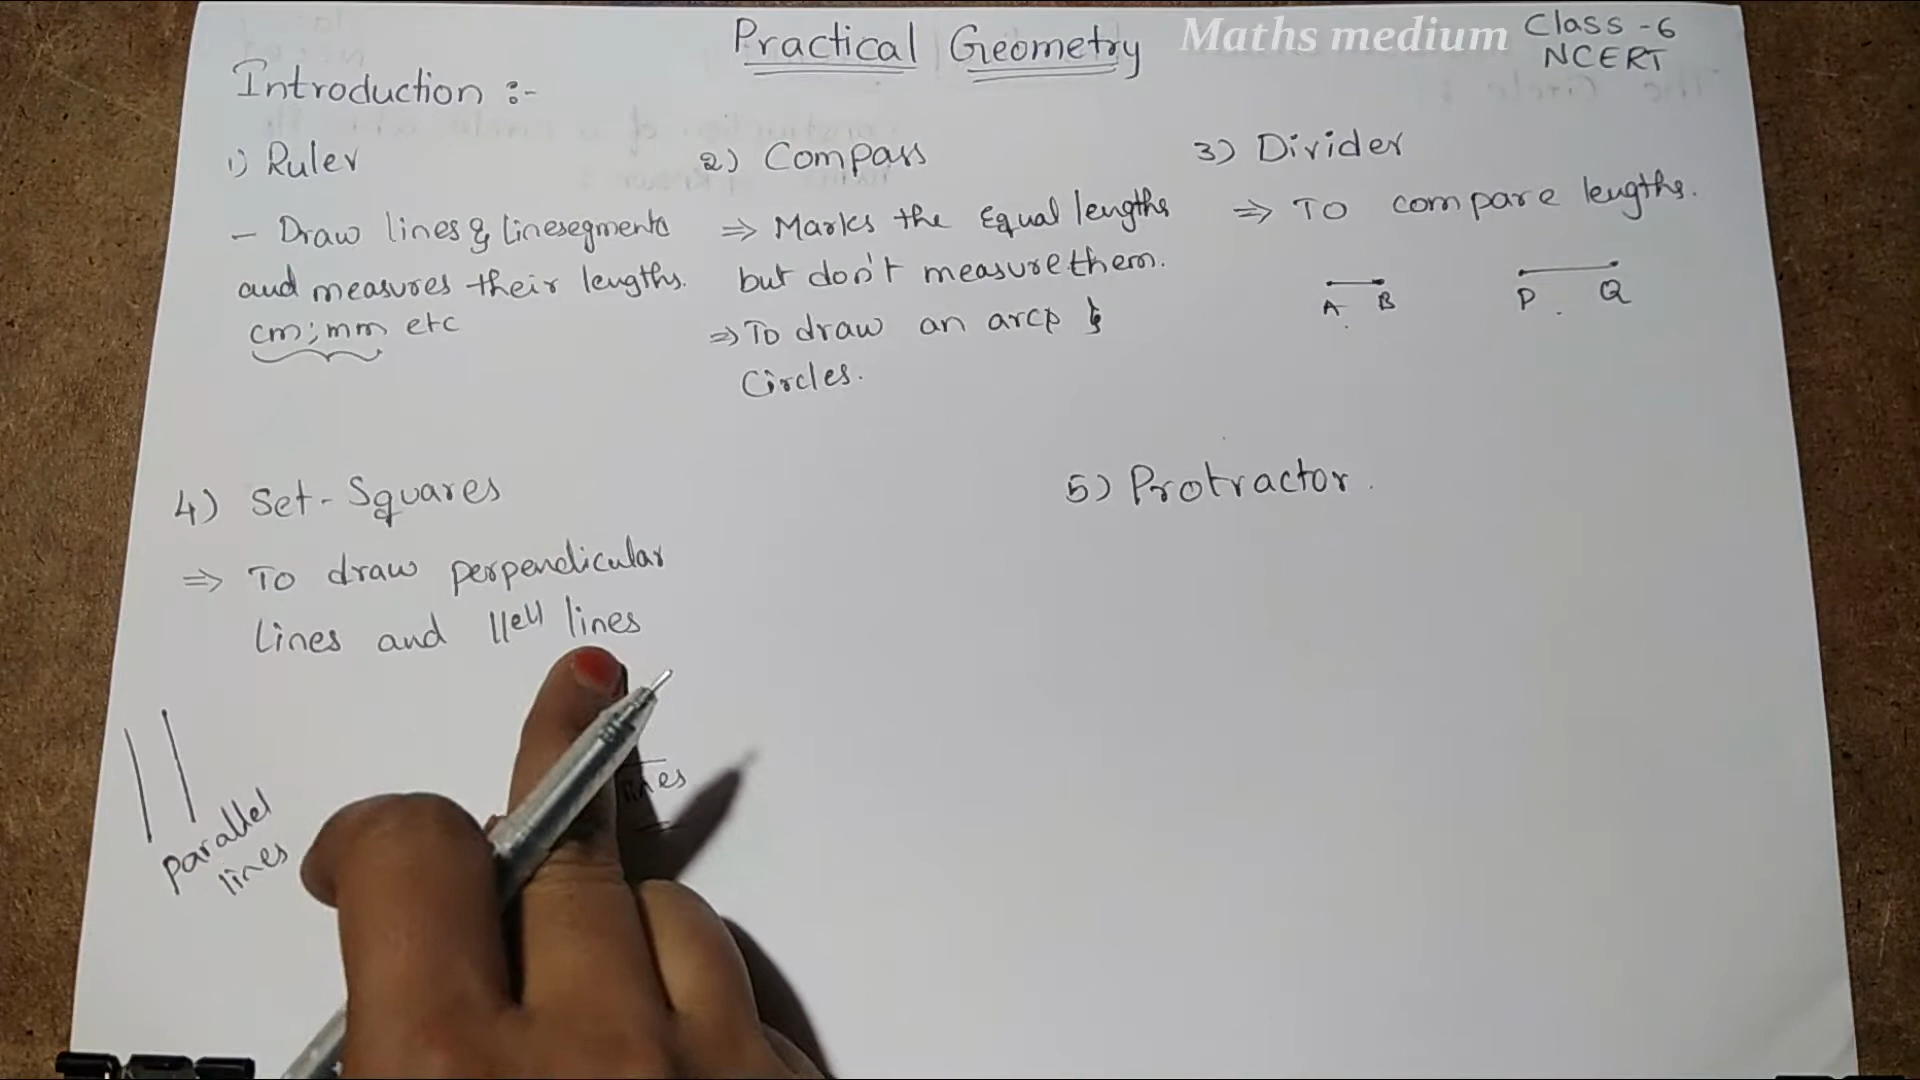 Practical Geometry
Maths medium
Class -6
NCERT
Introduction :-
1) Ruler
- Draw lines & Linesegments
and measures their lengths.
cm; mm etc
2) Compass
⇒ Marks the Equal lengths
but don't measure them.
⇒ To draw an arcs &
Circles.
3) Divider
⇒ To compare lengths.
A B P Q
4) Set-Squares
⇒ To draw perpendicular
Lines and llell lines
parallel
lines
5) Protractor.